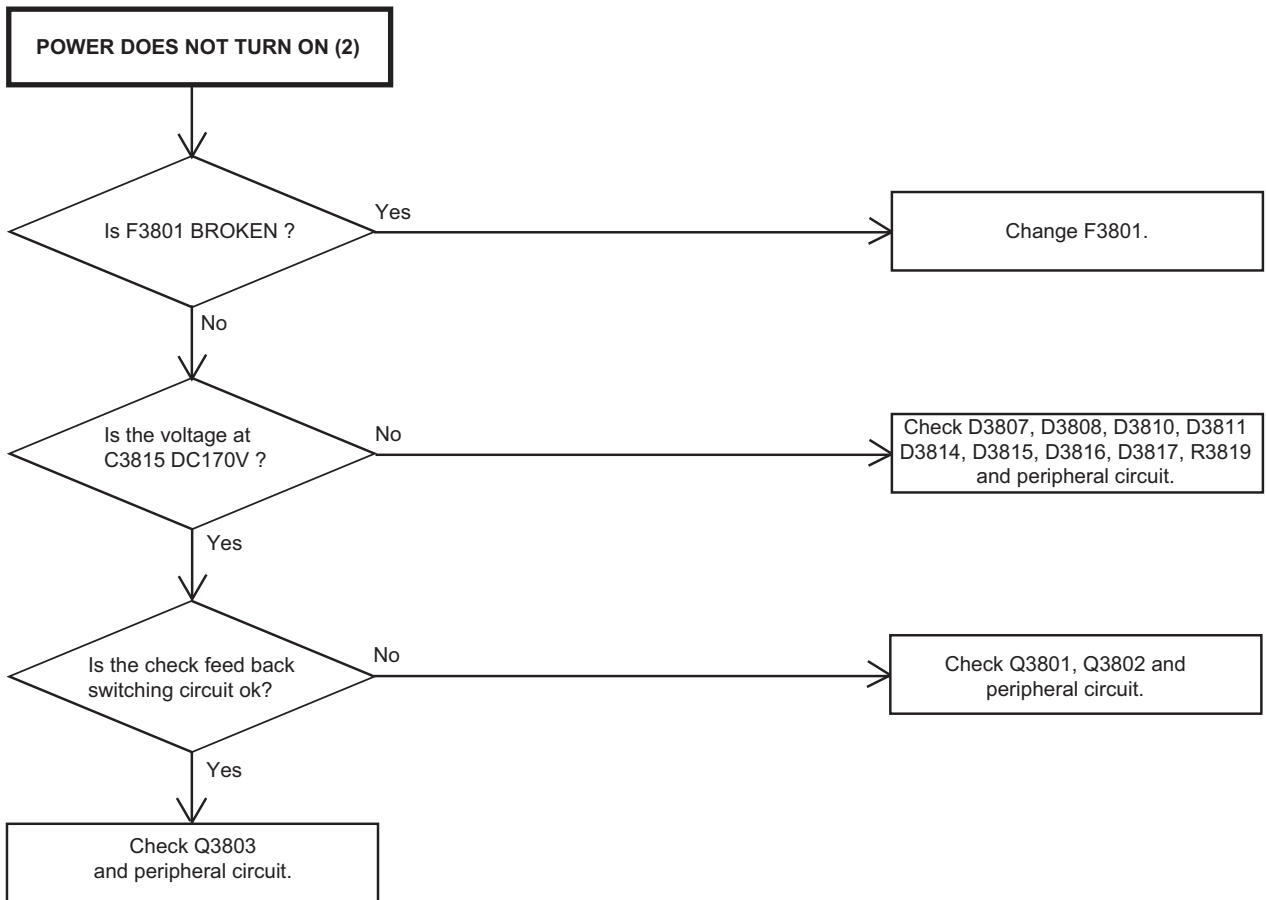 POWER DOES NOT TURN ON (2)
Is F3801 BROKEN ?
Yes
Change F3801.
No
Is the voltage at
C3815 DC170V ?
No
Check D3807, D3808, D3810, D3811
D3814, D3815, D3816, D3817, R3819
and peripheral circuit.
Yes
Is the check feed back
switching circuit ok?
No
Check Q3801, Q3802 and
peripheral circuit.
Yes
Check Q3803
and peripheral circuit.